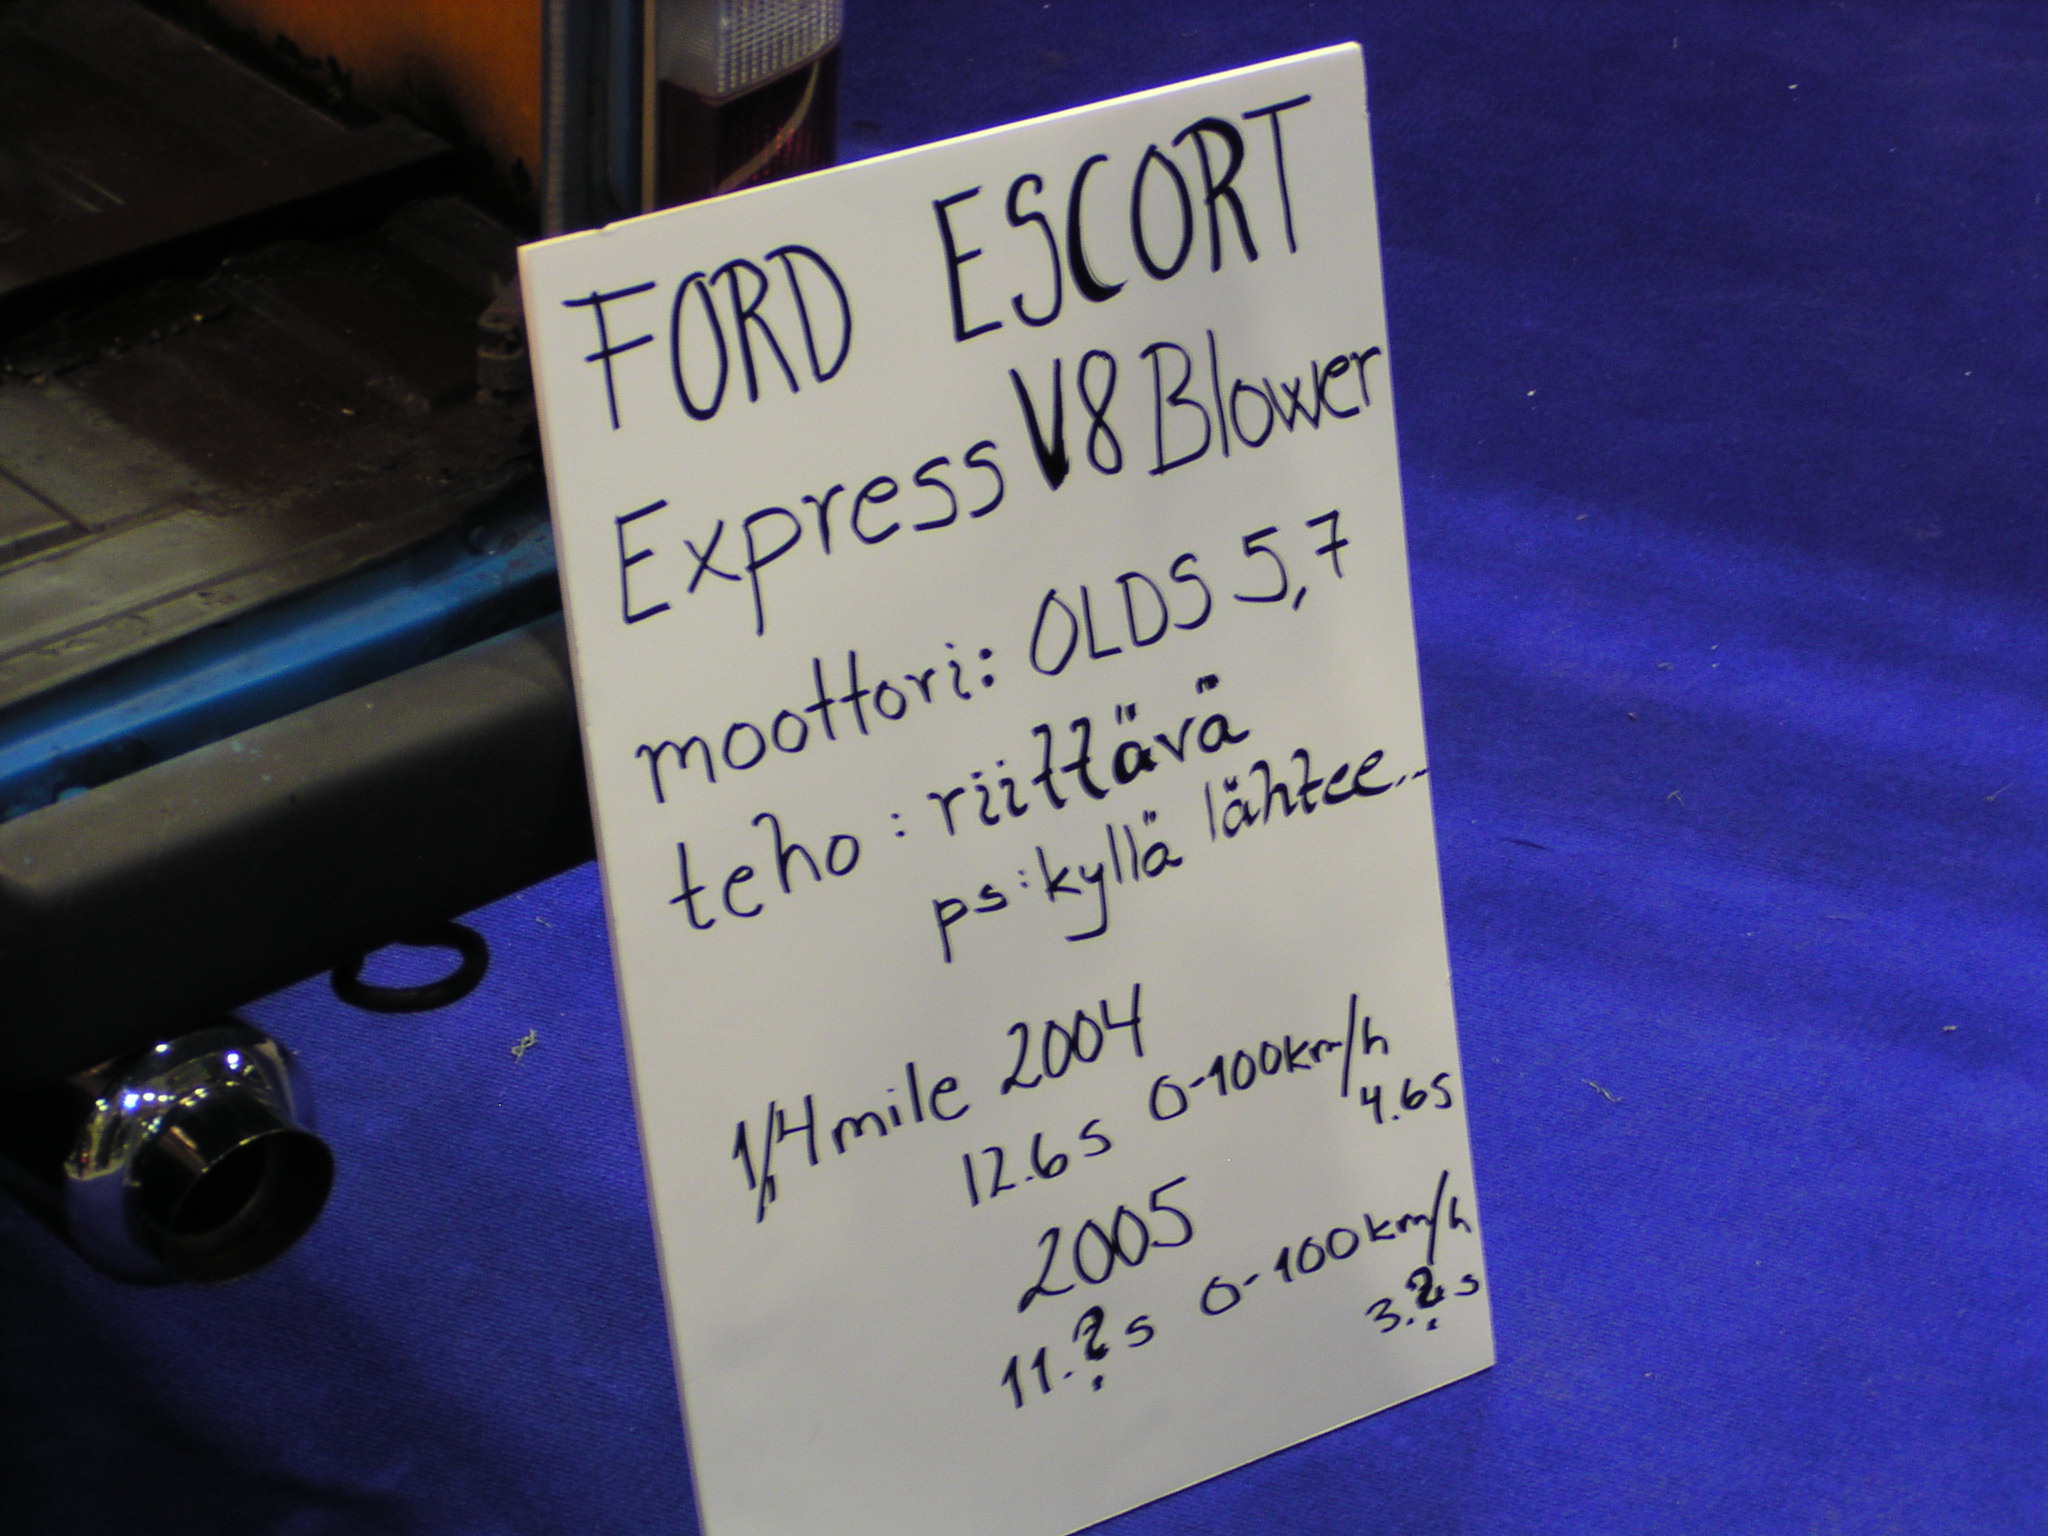 FORD ESCORT
Express V8 Blower
moottori: OLDS 5,7
teho : riittävä
ps: kyllä lähtee...
1/4 mile 2004
12.6 s 0-100km/h
4.6s
2005
11.? s 0-100km/h
3.? s